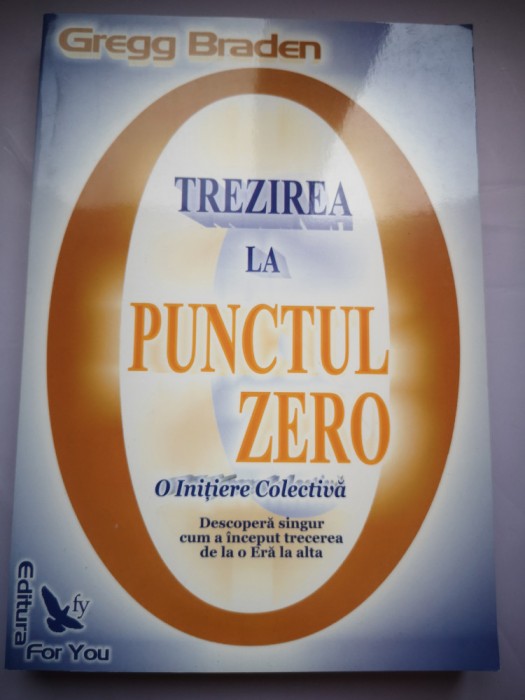 Gregg Braden
TREZIREA
LA
PUNCTUL
ZERO
O Inițiere Colectivă
Descoperă singur
cum a început trecerea
de la o Eră la alta
fy
Editura
For You